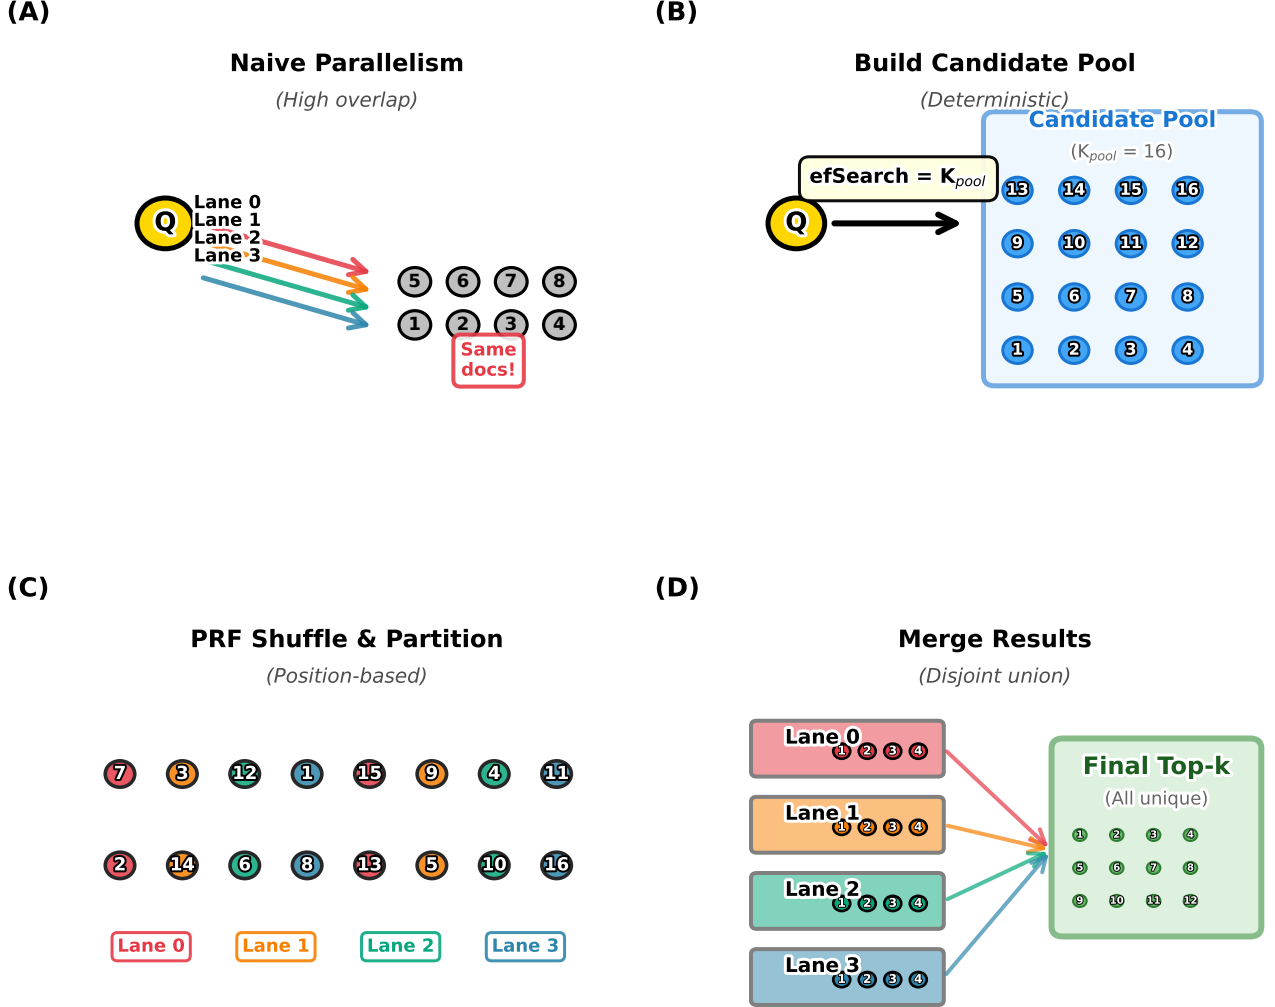 (A)
Naive Parallelism
(High overlap)
Q
Lane 0
Lane 1
Lane 2
Lane 3
5 6 7 8
1 2 3 4
Same
docs!
(B)
Build Candidate Pool
(Deterministic)
Candidate Pool
(Kpool = 16)
efSearch = Kpool
Q
13 14 15 16
9 10 11 12
5 6 7 8
1 2 3 4
(C)
PRF Shuffle & Partition
(Position-based)
7 3 12 1 15 9 4 11
2 14 6 8 13 5 10 16
Lane 0 Lane 1 Lane 2 Lane 3
(D)
Merge Results
(Disjoint union)
Lane 0
1 2 3 4
Lane 1
1 2 3 4
Lane 2
1 2 3 4
Lane 3
1 2 3 4
Final Top-k
(All unique)
1 2 3 4
5 6 7 8
9 10 11 12